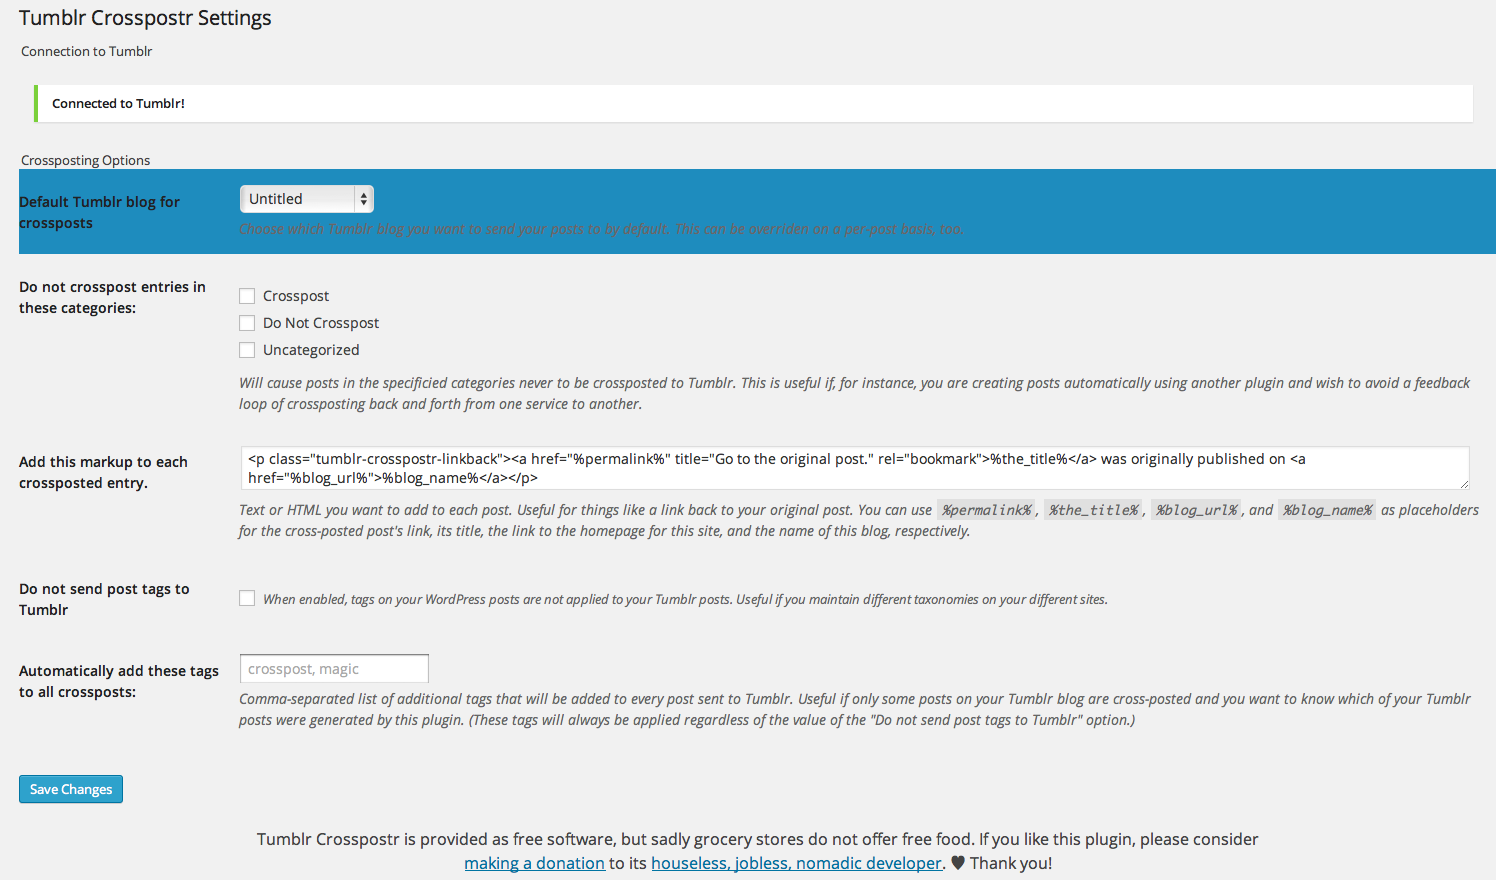 Tumblr Crosspostr Settings
Connection to Tumblr
Connected to Tumblr!
Crossposting Options
Default Tumblr blog for
crossposts
Untitled
Choose which Tumblr blog you want to send your posts to by default. This can be overriden on a per-post basis, too.
Do not crosspost entries in
these categories:
Crosspost
Do Not Crosspost
Uncategorized
Will cause posts in the specificied categories never to be crossposted to Tumblr. This is useful if, for instance, you are creating posts automatically using another plugin and wish to avoid a feedback
loop of crossposting back and forth from one service to another.
Add this markup to each
crossposted entry.
<p class="tumblr-crosspostr-linkback"><a href="%permalink%" title="Go to the original post." rel="bookmark">%the_title%</a> was originally published on <a
href="%blog_url%">%blog_name%</a></p>
Text or HTML you want to add to each post. Useful for things like a link back to your original post. You can use %permalink%, %the_title%, %blog_url%, and %blog_name% as placeholders
for the cross-posted post's link, its title, the link to the homepage for this site, and the name of this blog, respectively.
Do not send post tags to
Tumblr
When enabled, tags on your WordPress posts are not applied to your Tumblr posts. Useful if you maintain different taxonomies on your different sites.
Automatically add these tags
to all crossposts:
crosspost, magic
Comma-separated list of additional tags that will be added to every post sent to Tumblr. Useful if only some posts on your Tumblr blog are cross-posted and you want to know which of your Tumblr
posts were generated by this plugin. (These tags will always be applied regardless of the value of the "Do not send post tags to Tumblr" option.)
Save Changes
Tumblr Crosspostr is provided as free software, but sadly grocery stores do not offer free food. If you like this plugin, please consider
making a donation to its houseless, jobless, nomadic developer. ♥ Thank you!